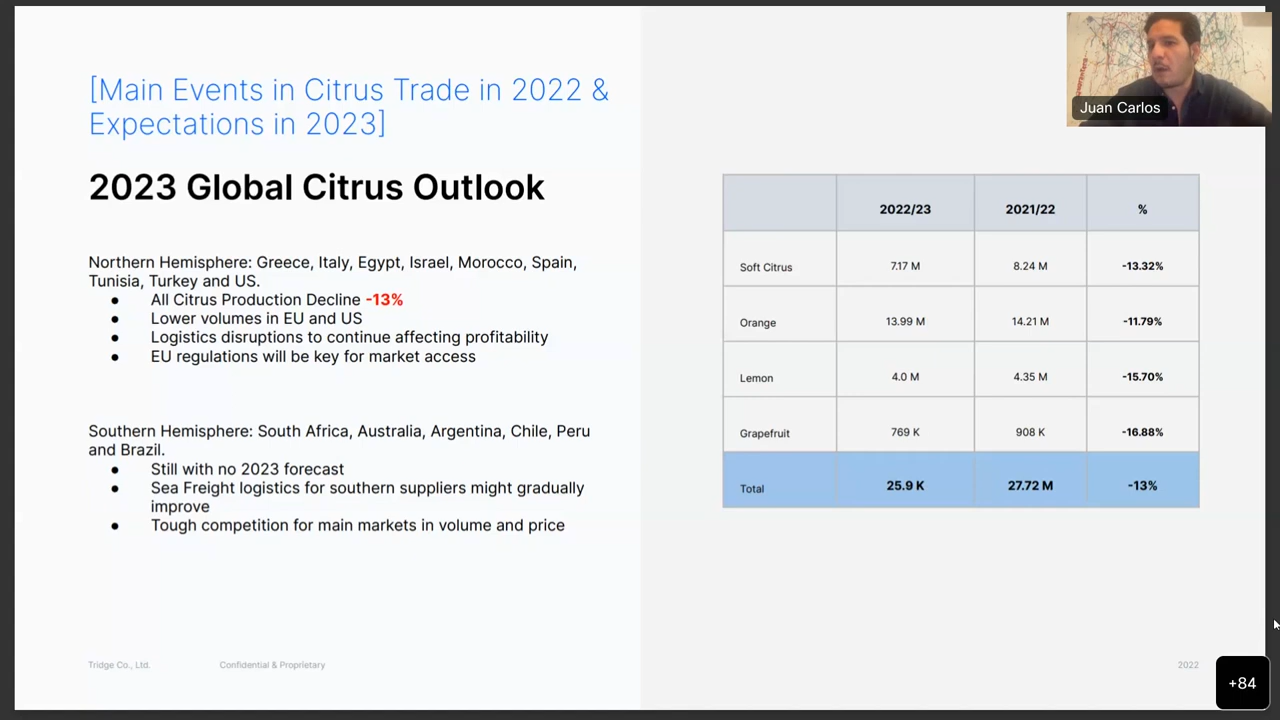 [Main Events in Citrus Trade in 2022 &
Expectations in 2023]
2023 Global Citrus Outlook
Northern Hemisphere: Greece, Italy, Egypt, Israel, Morocco, Spain,
Tunisia, Turkey and US.
● All Citrus Production Decline -13%
● Lower volumes in EU and US
● Logistics disruptions to continue affecting profitability
● EU regulations will be key for market access
Southern Hemisphere: South Africa, Australia, Argentina, Chile, Peru
and Brazil.
● Still with no 2023 forecast
● Sea Freight logistics for southern suppliers might gradually
improve
● Tough competition for main markets in volume and price
2022/23 2021/22 %
Soft Citrus 7.17 M 8.24 M -13.32%
Orange 13.99 M 14.21 M -11.79%
Lemon 4.0 M 4.35 M -15.70%
Grapefruit 769 K 908 K -16.88%
Total 25.9 K 27.72 M -13%
Juan Carlos
Tridge Co., Ltd. Confidential & Proprietary 2022
+84